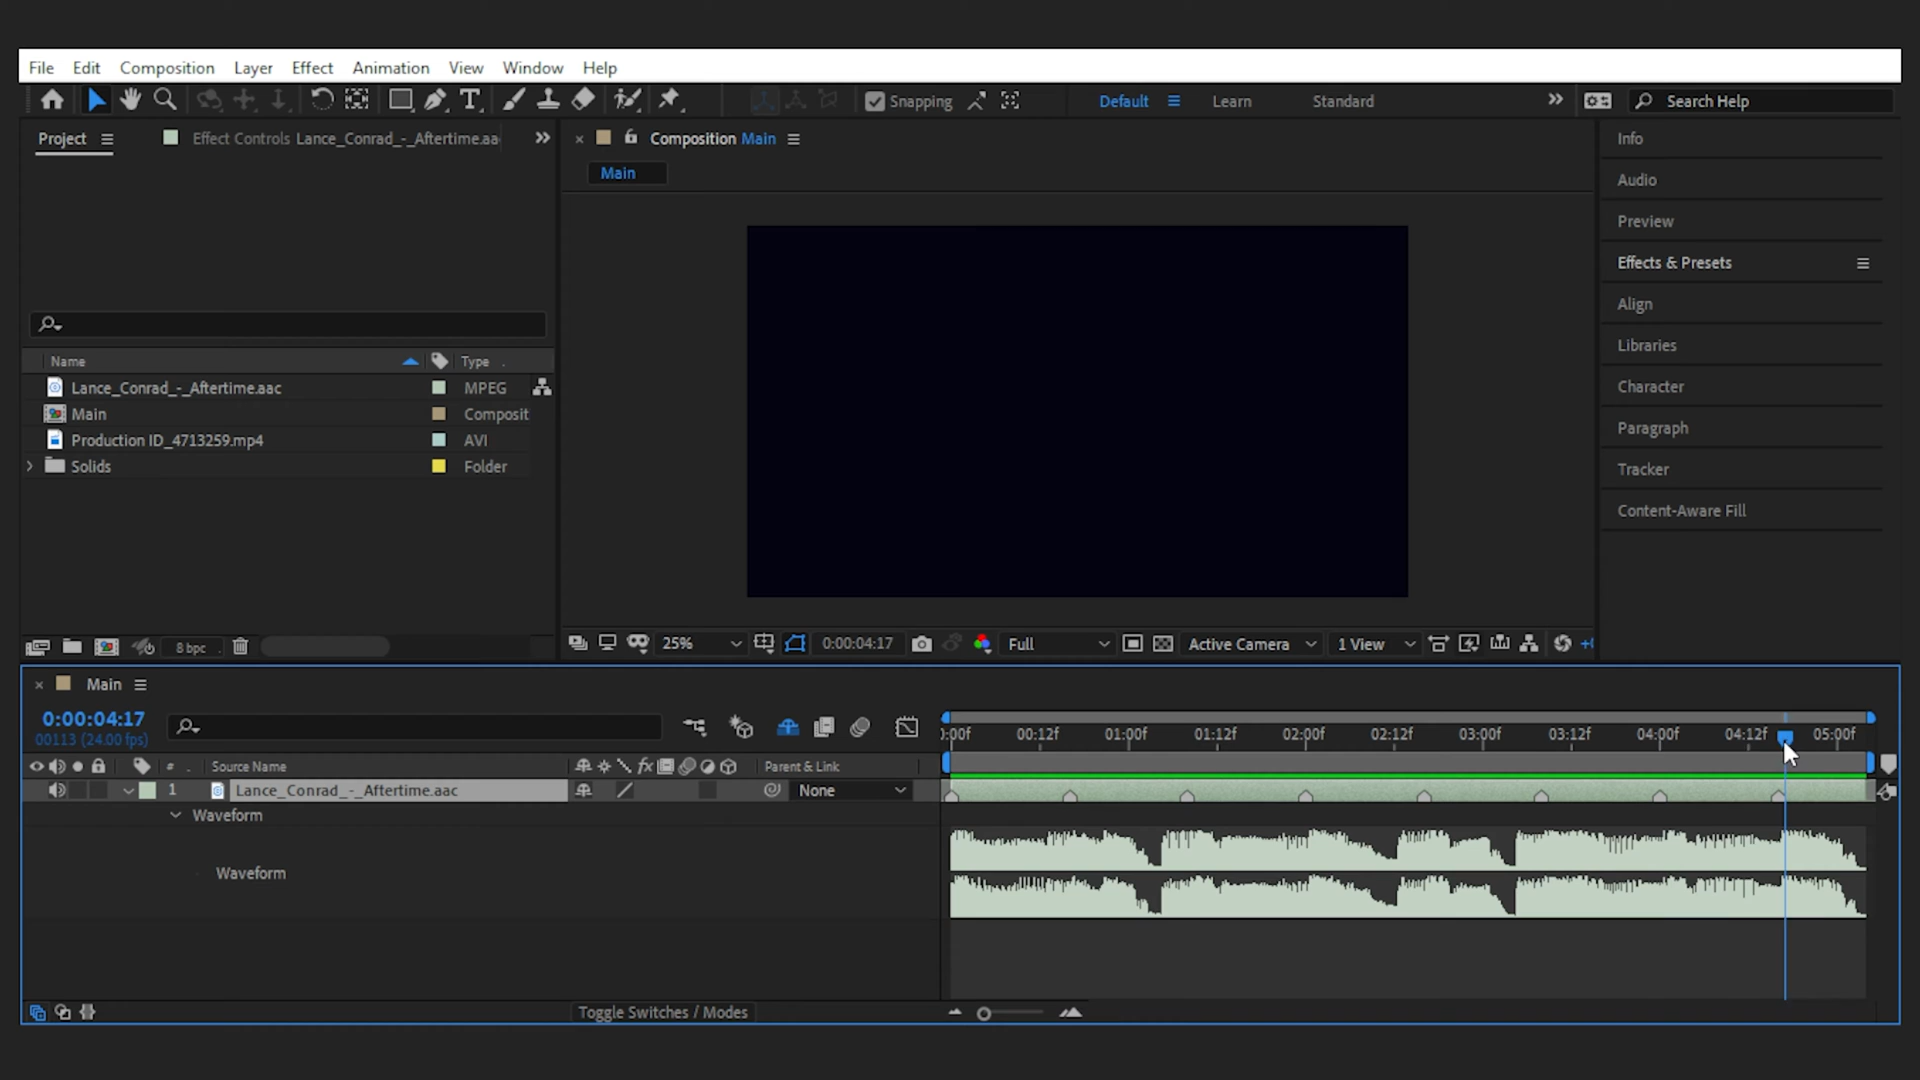 File Edit Composition Layer Effect Animation View Window Help
Snapping Default Learn Standard Search Help
Project Effect Controls Lance_Conrad_-_Aftertime.aa
Composition Main
Main
Info
Audio
Preview
Effects & Presets
Align
Libraries
Character
Paragraph
Tracker
Content-Aware Fill
Name Type
Lance_Conrad_-_Aftertime.aac MPEG
Main Composit
Production ID_4713259.mp4 AVI
Solids Folder
8 bpc
25% 0:00:04:17 Full Active Camera 1 View
Main
0:00:04:17
00113 (24.00 fps)
:00f 00:12f 01:00f 01:12f 02:00f 02:12f 03:00f 03:12f 04:00f 04:12f 05:00f
# Source Name fx Parent & Link
1 Lance_Conrad_-_Aftertime.aac None
Waveform
Waveform
Toggle Switches / Modes